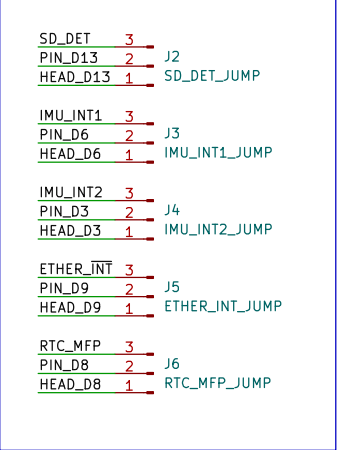 SD_DET 3
PIN_D13 2 J2
HEAD_D13 1 SD_DET_JUMP
IMU_INT1 3
PIN_D6 2 J3
HEAD_D6 1 IMU_INT1_JUMP
IMU_INT2 3
PIN_D3 2 J4
HEAD_D3 1 IMU_INT2_JUMP
ETHER_INT 3
PIN_D9 2 J5
HEAD_D9 1 ETHER_INT_JUMP
RTC_MFP 3
PIN_D8 2 J6
HEAD_D8 1 RTC_MFP_JUMP